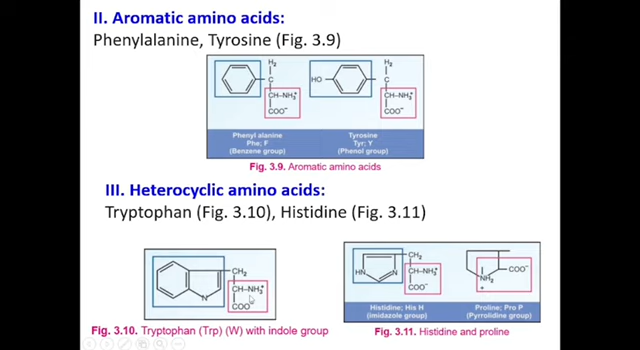 II. Aromatic amino acids:
Phenylalanine, Tyrosine (Fig. 3.9)
H₂
C
CH–NH₃⁺
COO⁻
HO
H₂
C
CH–NH₃⁺
COO⁻
Phenyl alanine
Phe; F
(Benzene group)
Tyrosine
Tyr; Y
(Phenol group)
Fig. 3.9. Aromatic amino acids
III. Heterocyclic amino acids:
Tryptophan (Fig. 3.10), Histidine (Fig. 3.11)
CH₂
CH–NH₃⁺
COO⁻
N
HN
N
CH₂
CH–NH₃⁺
COO⁻
COO⁻
NH₂
+
Histidine; His H
(imidazole group)
Proline; Pro P
(Pyrrolidine group)
Fig. 3.10. Tryptophan (Trp) (W) with indole group
Fig. 3.11. Histidine and proline